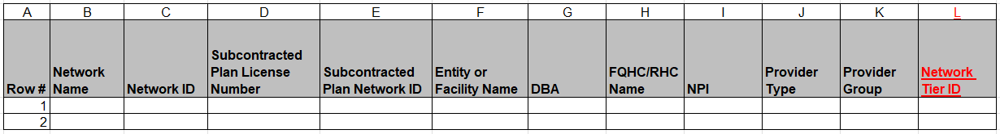 A B C D E F G H I J K L
Subcontracted
Network Plan License Subcontracted Entity or FQHC/RHC Provider Provider Network
Row # Name Network ID Number Plan Network ID Facility Name DBA Name NPI Type Group Tier ID
1
2